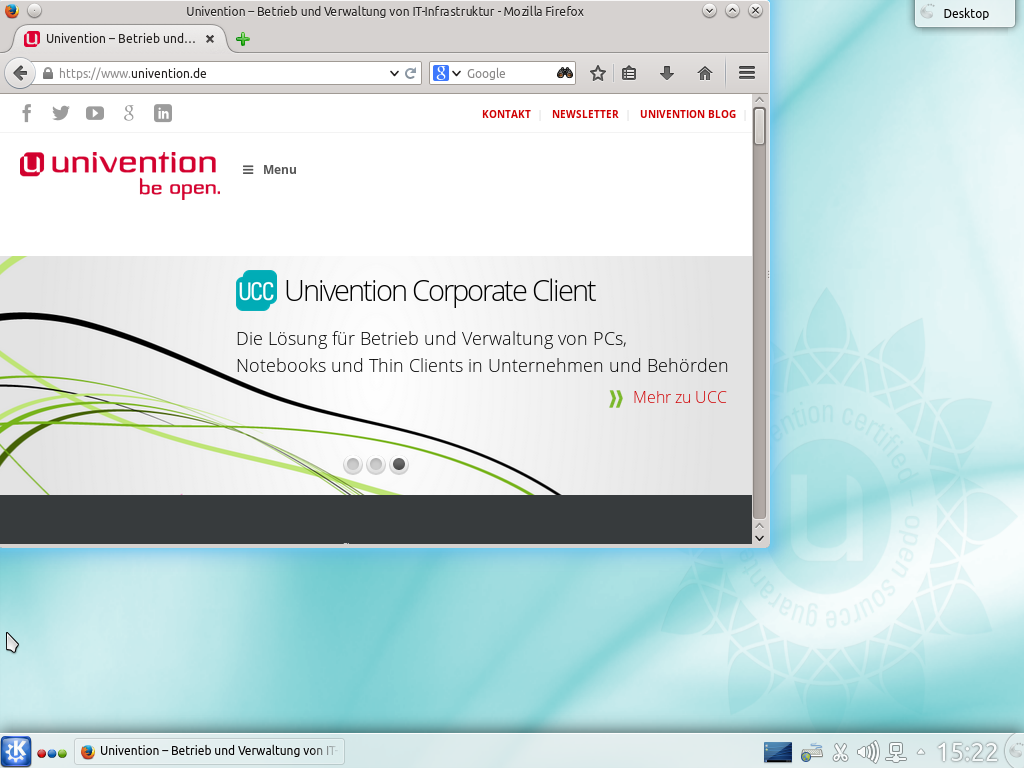 Univention – Betrieb und Verwaltung von IT-Infrastruktur - Mozilla Firefox
Desktop
Univention – Betrieb und...
https://www.univention.de
Google
KONTAKT
NEWSLETTER
UNIVENTION BLOG
univention
be open.
Menu
UCC Univention Corporate Client
Die Lösung für Betrieb und Verwaltung von PCs,
Notebooks und Thin Clients in Unternehmen und Behörden
Mehr zu UCC
univention certified – open source guarantee
Univention – Betrieb und Verwaltung von IT-
15:22